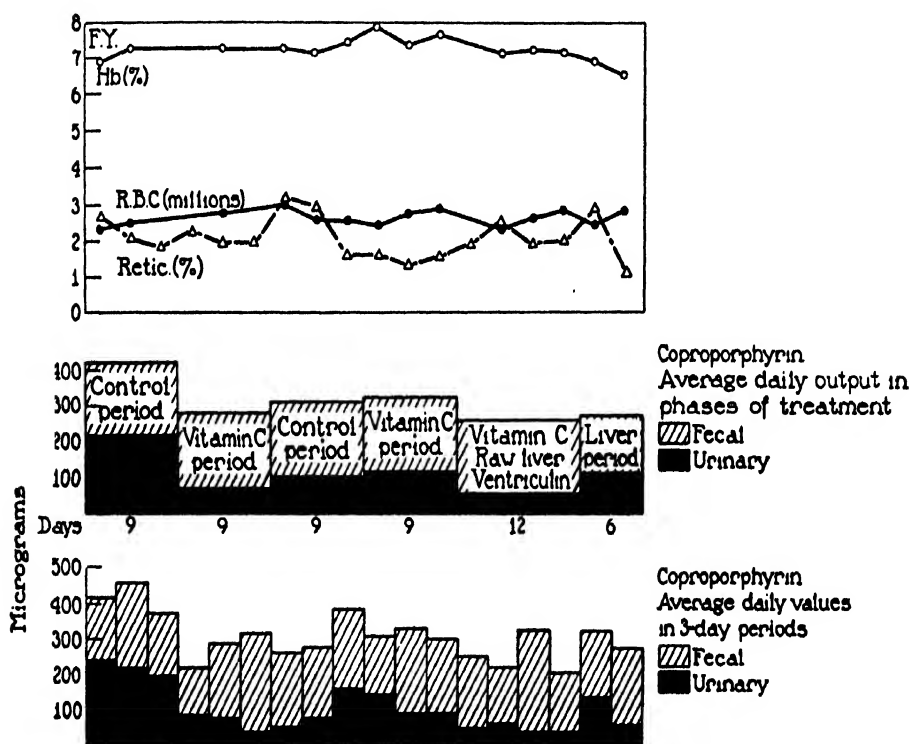 8
F.Y.
7
Hb(%)
6
5
4
3
R.B.C(millions)
2
Retic.(%)
1
0
400
300
200
100
Control
period
Vitamin C
period
Control
period
Vitamin C
period
Vitamin C
Raw liver
Ventriculin
Liver
period
Coproporphyrin
Average daily output in
phases of treatment
Fecal
Urinary
Days 9 9 9 9 12 6
Micrograms
500
400
300
200
100
Coproporphyrin
Average daily values
in 3-day periods
Fecal
Urinary